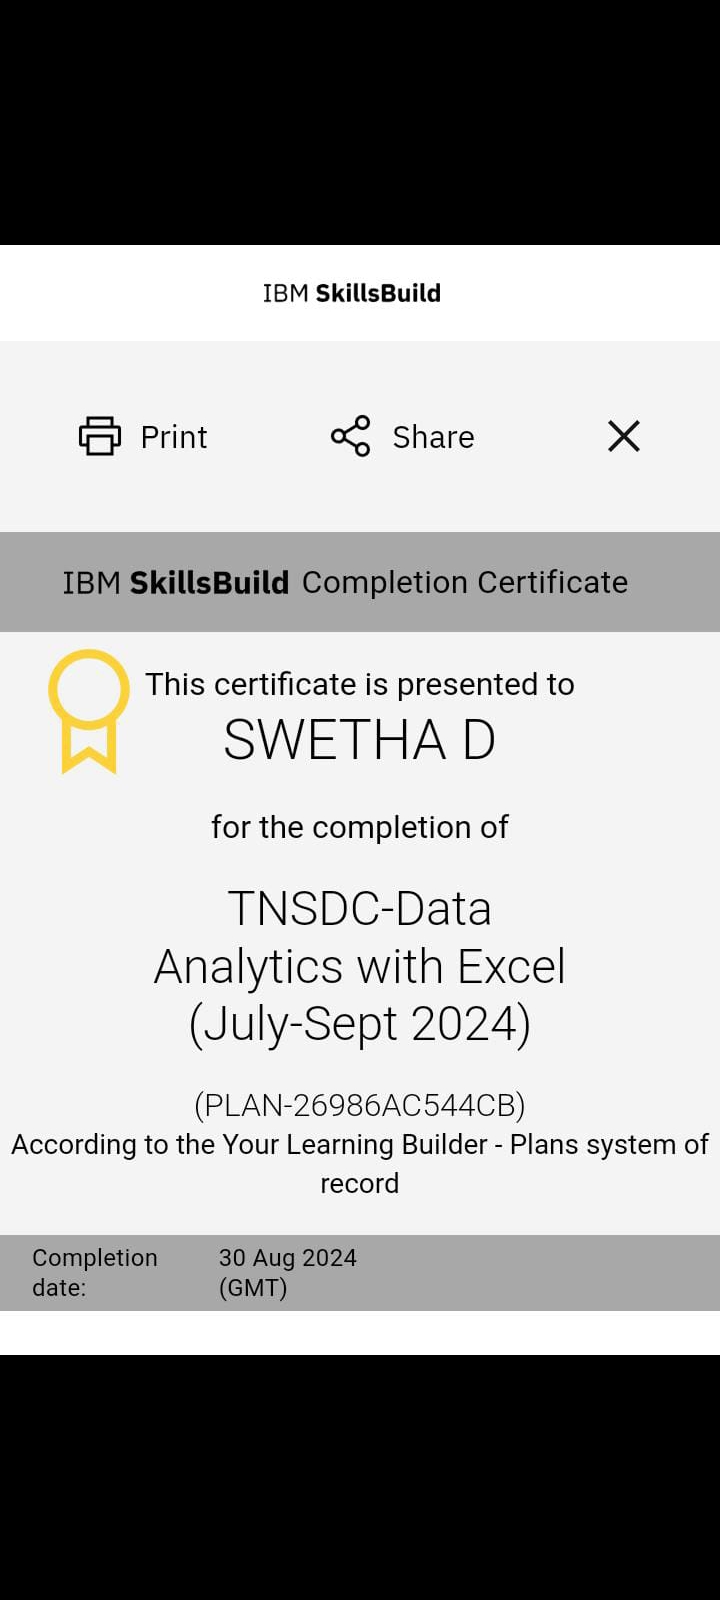 IBM SkillsBuild
Print
Share
IBM SkillsBuild Completion Certificate
This certificate is presented to
SWETHA D
for the completion of
TNSDC-Data
Analytics with Excel
(July-Sept 2024)
(PLAN-26986AC544CB)
According to the Your Learning Builder - Plans system of
record
Completion date:
30 Aug 2024 (GMT)